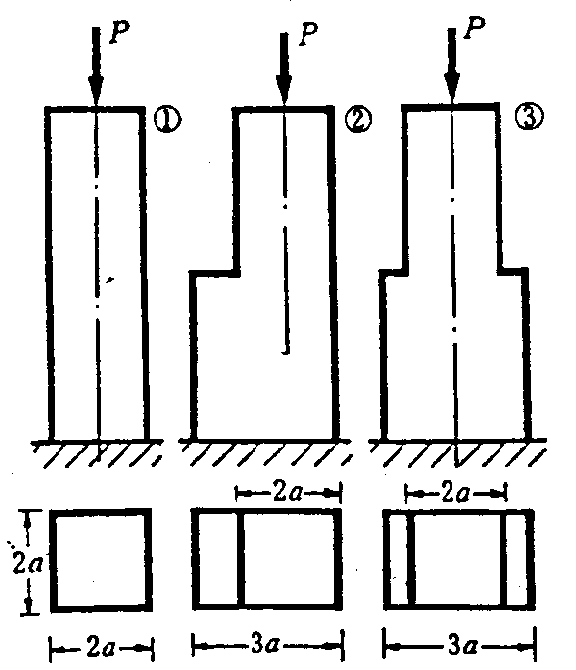 P P P
① ② ③
2a 2a
2a
2a 3a 3a